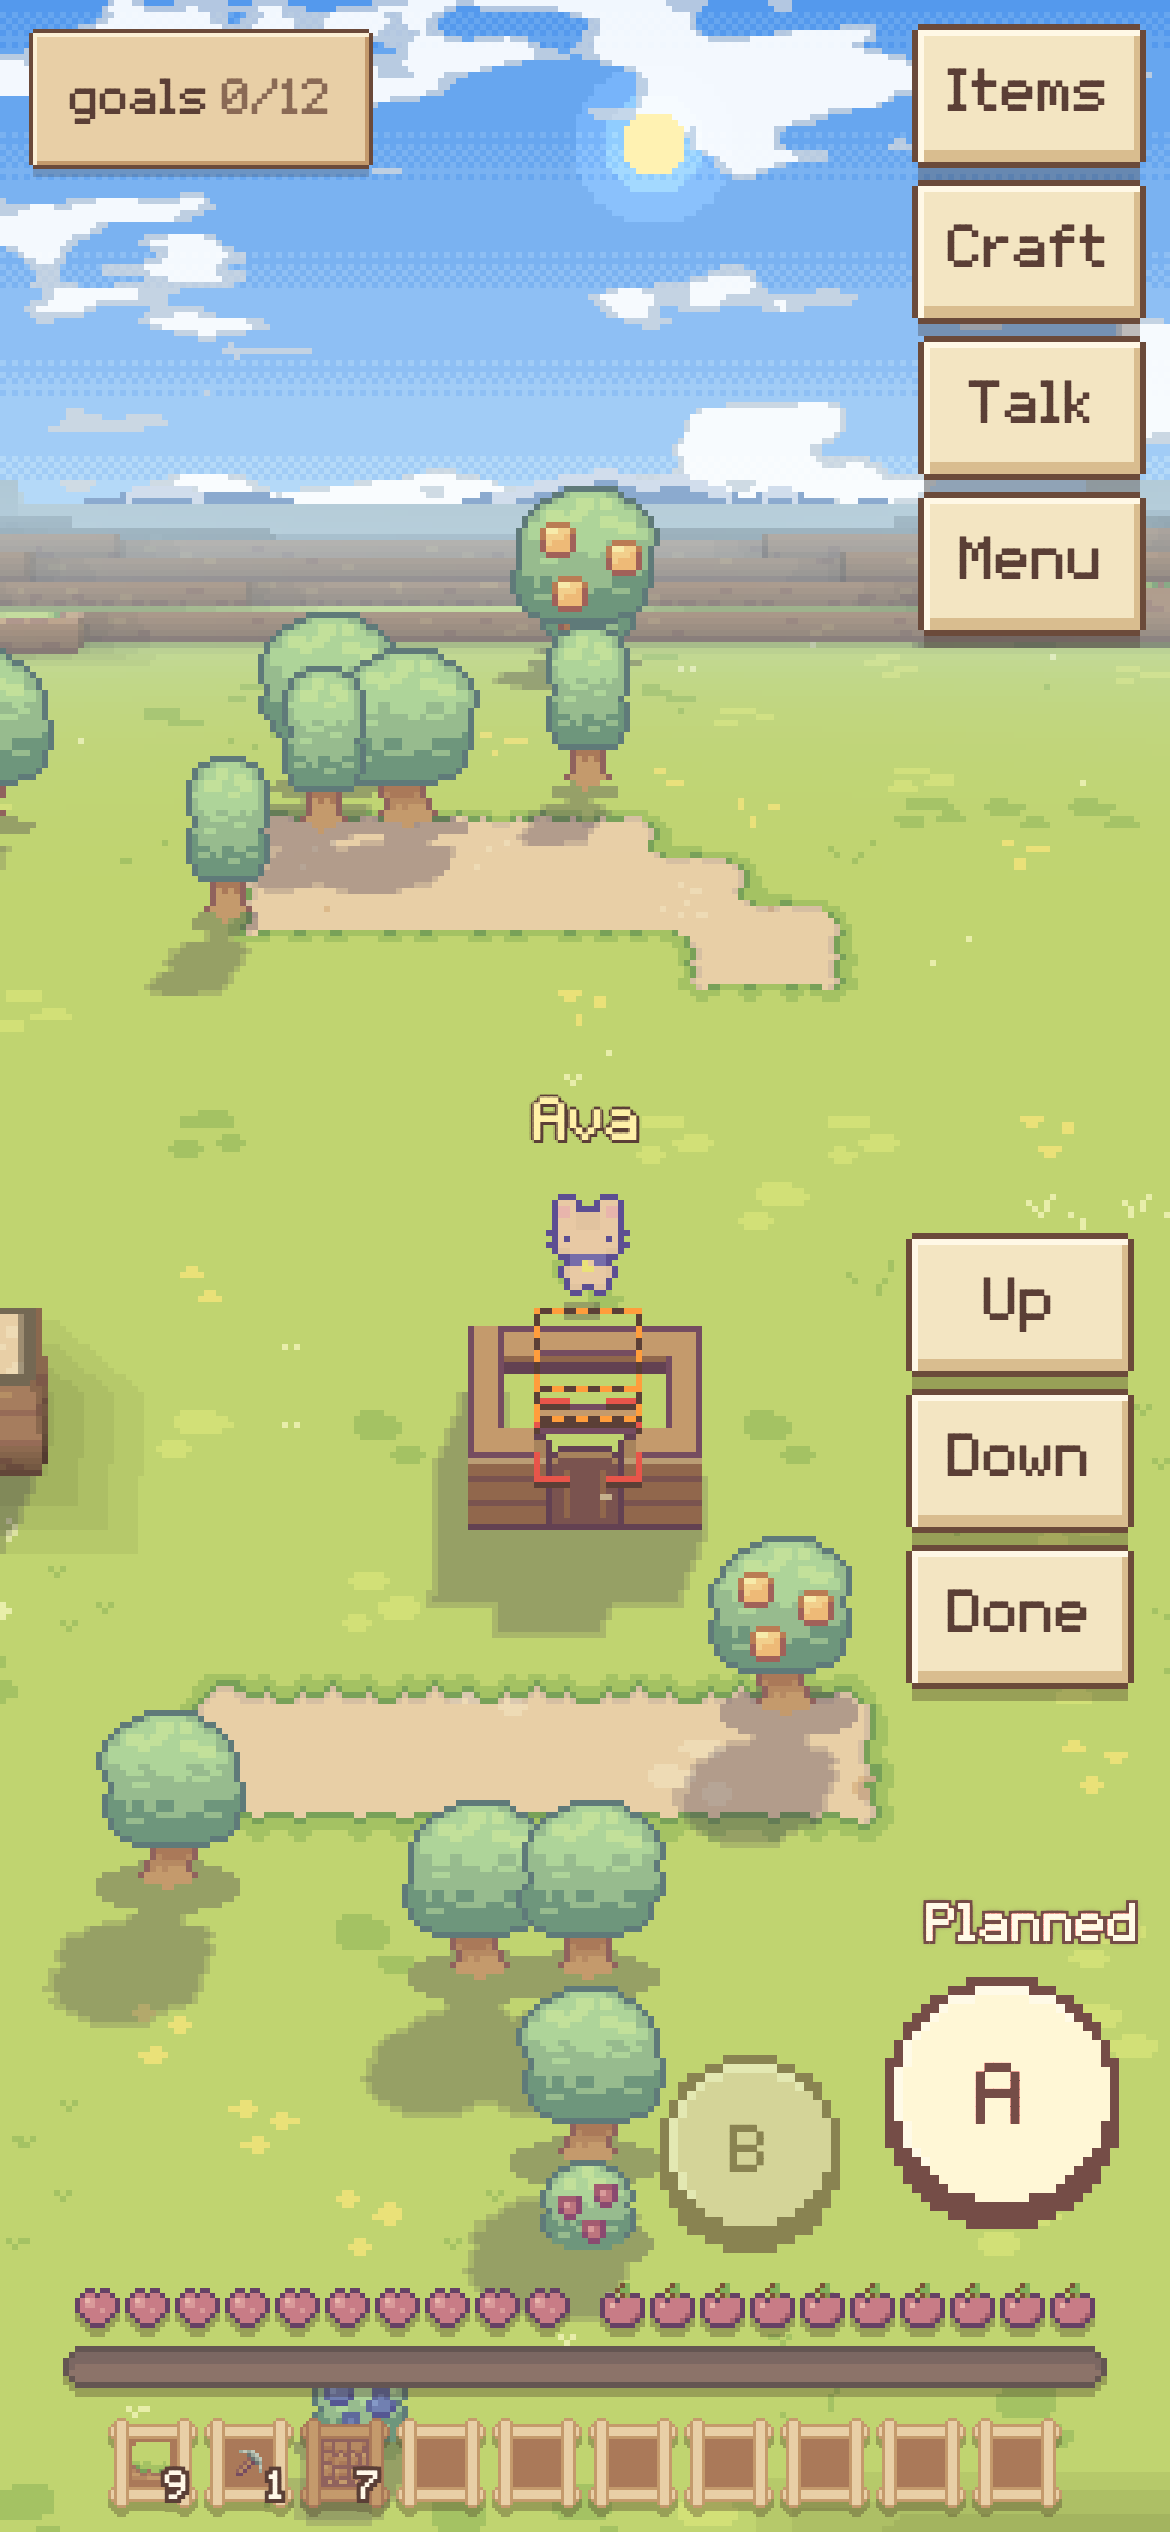 goals 0/12
Items
Craft
Talk
Menu
Ava
Up
Down
Done
Planned
A
B
9
1
7